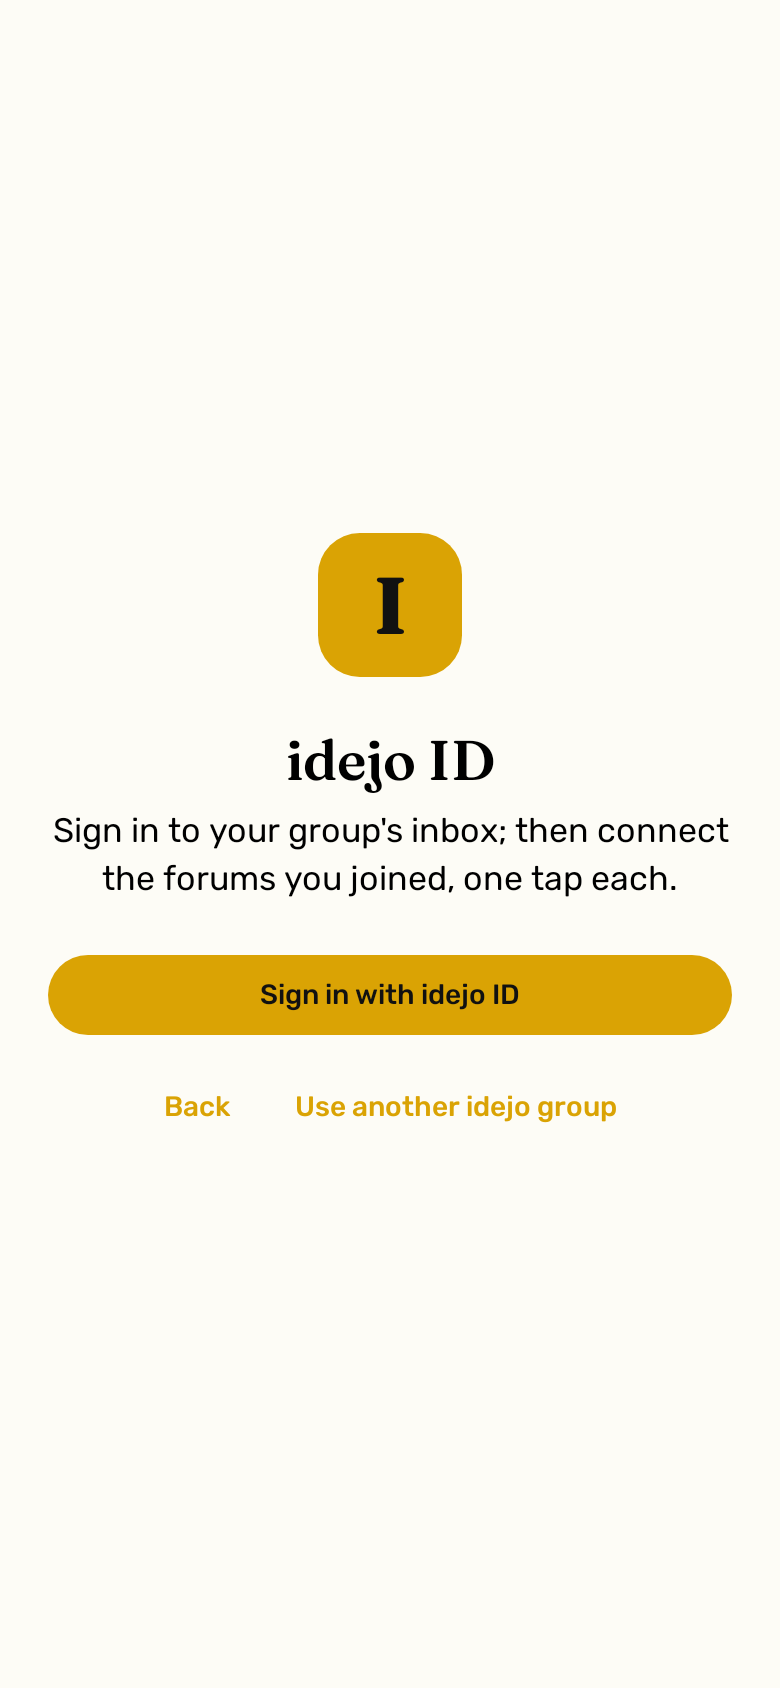 I
idejo ID
Sign in to your group's inbox; then connect
the forums you joined, one tap each.
Sign in with idejo ID
Back
Use another idejo group